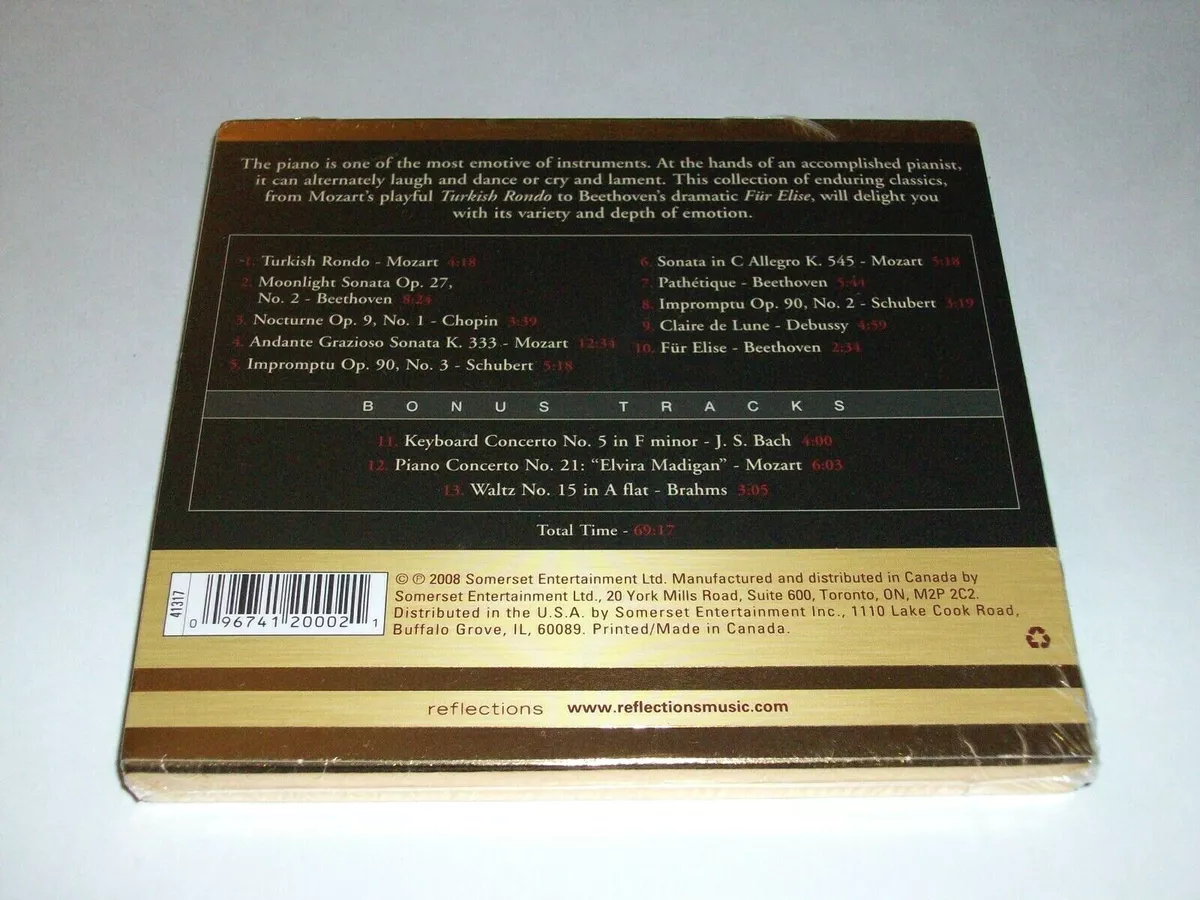 The piano is one of the most emotive of instruments. At the hands of an accomplished pianist,
it can alternately laugh and dance or cry and lament. This collection of enduring classics,
from Mozart's playful Turkish Rondo to Beethoven's dramatic Für Elise, will delight you
with its variety and depth of emotion.
1. Turkish Rondo - Mozart 4:18
2. Moonlight Sonata Op. 27,
No. 2 - Beethoven 8:24
3. Nocturne Op. 9, No. 1 - Chopin 3:39
4. Andante Grazioso Sonata K. 333 - Mozart 12:34
5. Impromptu Op. 90, No. 3 - Schubert 5:18
6. Sonata in C Allegro K. 545 - Mozart 5:18
7. Pathétique - Beethoven 5:44
8. Impromptu Op. 90, No. 2 - Schubert 3:19
9. Claire de Lune - Debussy 4:59
10. Für Elise - Beethoven 2:34
BONUS TRACKS
11. Keyboard Concerto No. 5 in F minor - J. S. Bach 4:00
12. Piano Concerto No. 21: “Elvira Madigan” - Mozart 6:03
13. Waltz No. 15 in A flat - Brahms 3:05
Total Time - 69:17
41317
0 96741 20002 1
© ℗ 2008 Somerset Entertainment Ltd. Manufactured and distributed in Canada by
Somerset Entertainment Ltd., 20 York Mills Road, Suite 600, Toronto, ON, M2P 2C2.
Distributed in the U.S.A. by Somerset Entertainment Inc., 1110 Lake Cook Road,
Buffalo Grove, IL, 60089. Printed/Made in Canada.
reflections www.reflectionsmusic.com